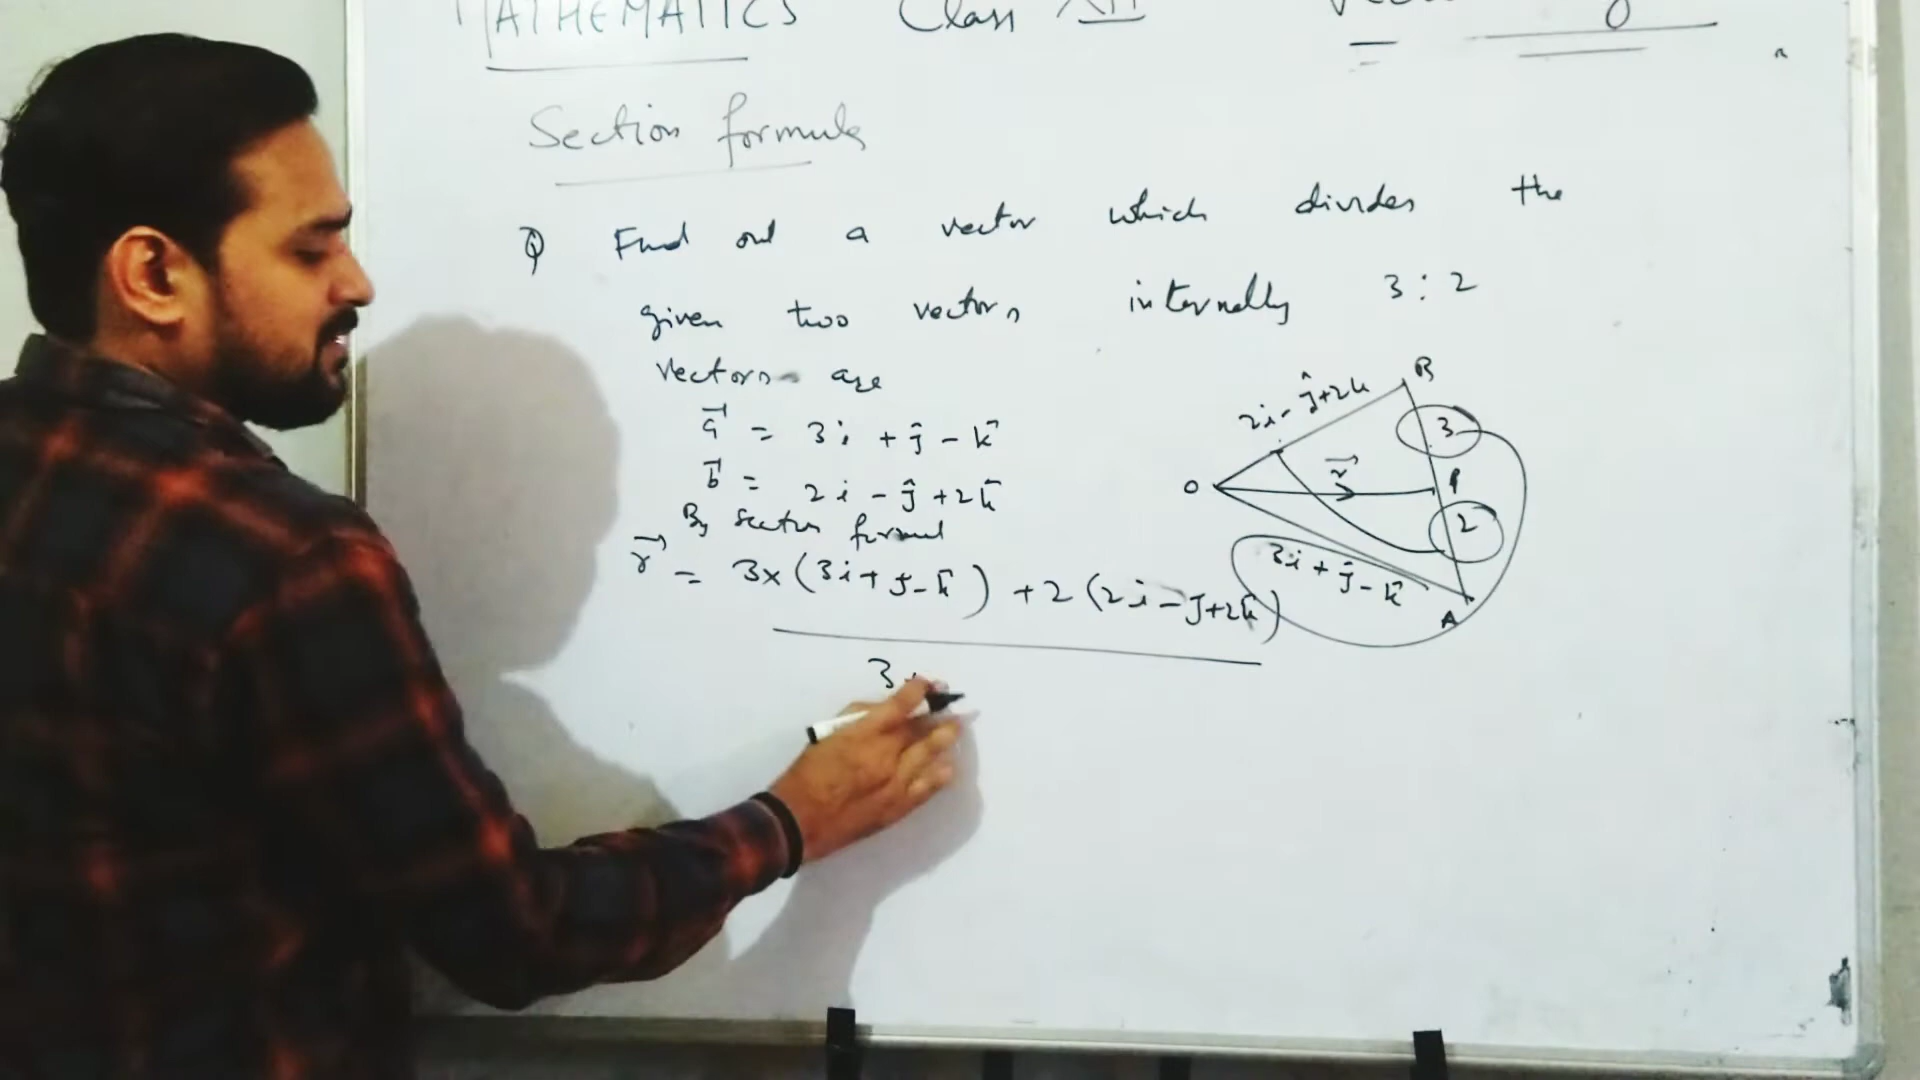 MATHEMATICS Class XII
Section formula
Q Find out a vector which divides the
given two vectors internally 3 : 2
vectors are
a⃗ = 3i + ĵ - k̂
b⃗ = 2i - ĵ + 2k̂
By section formul
r⃗ = 3x (3i + j - k̂) + 2 (2i - j + 2k̂)
3+
B
2i - ĵ + 2k
3
O
r⃗
P
2
3i + ĵ - k̂
A